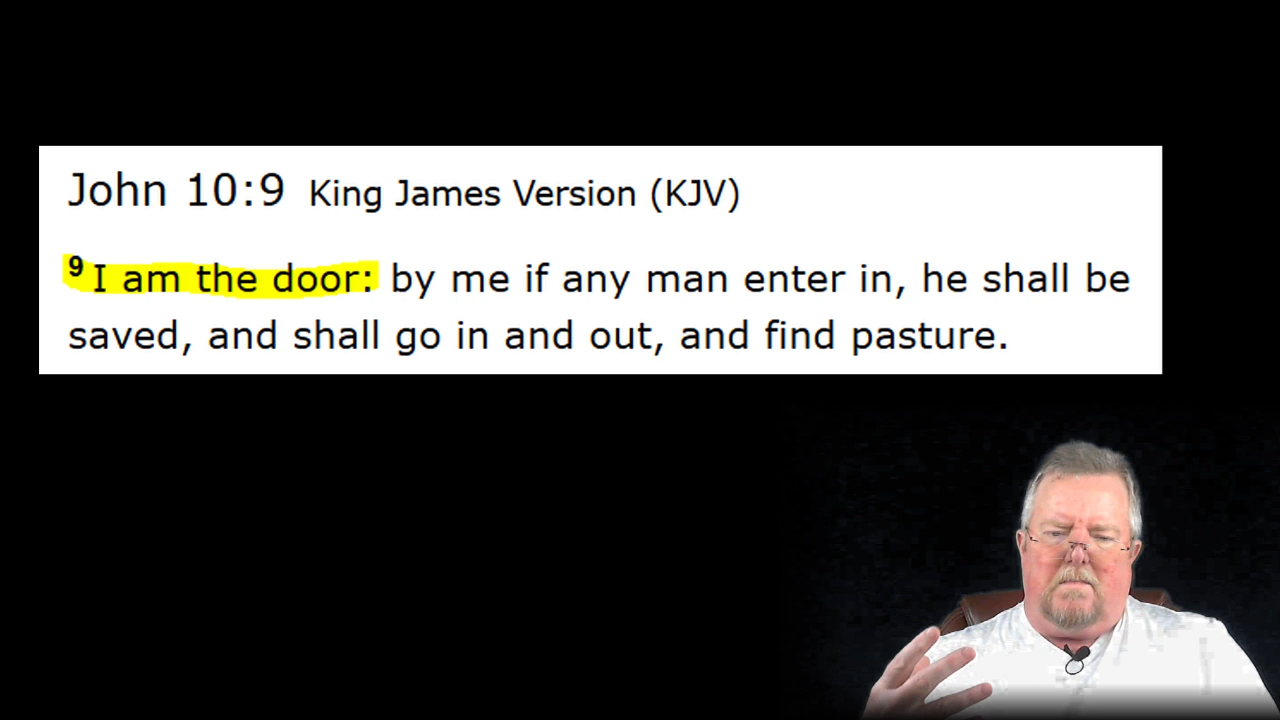 John 10:9 King James Version (KJV)
9 I am the door: by me if any man enter in, he shall be
saved, and shall go in and out, and find pasture.